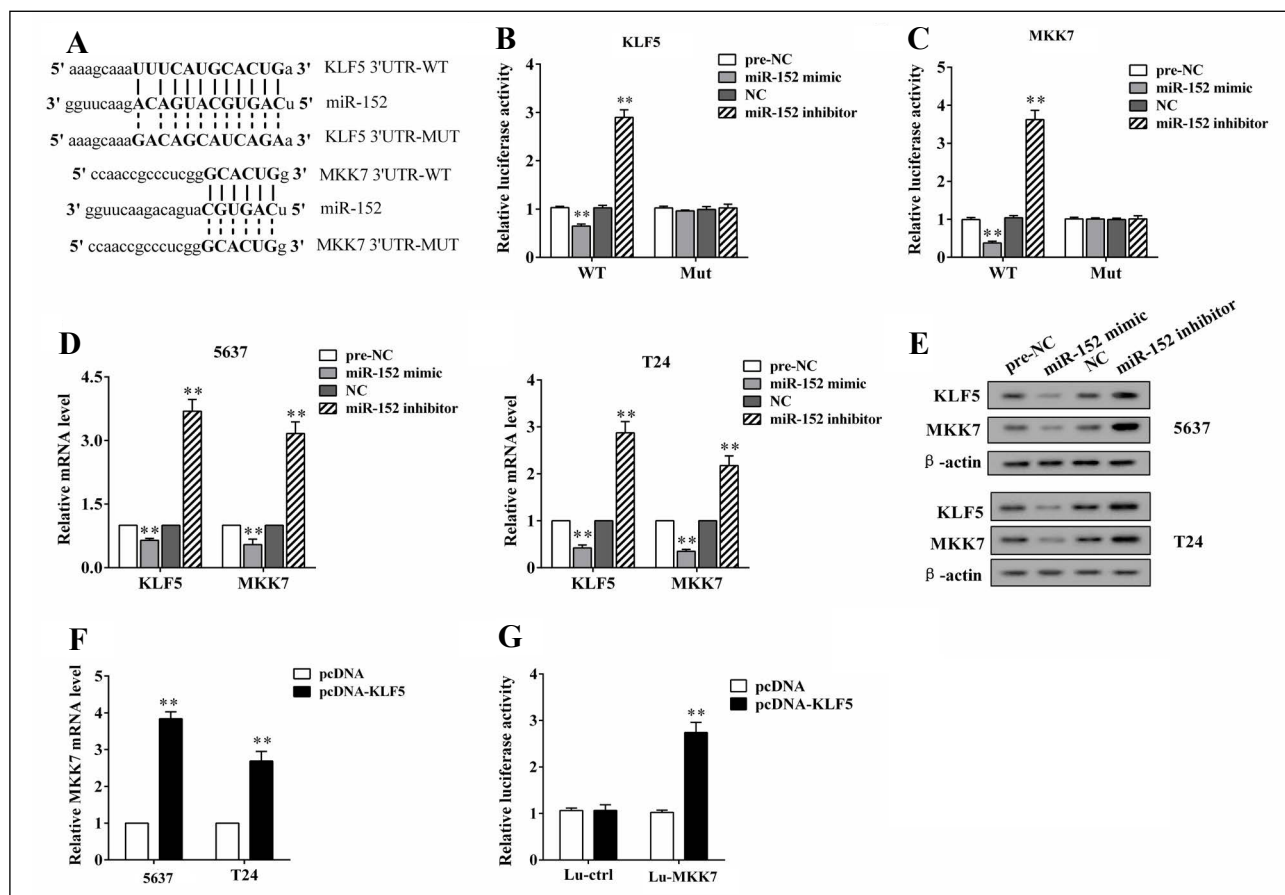 A
5' aaagcaaaUUUCAUGCACUGa 3' KLF5 3'UTR-WT
3' gguucaagACAGUACGUGACu 5' miR-152
5' aaagcaaaGACAGCAUCAGAa 3' KLF5 3'UTR-MUT
5' ccaaccgcccucggGCACUGg 3' MKK7 3'UTR-WT
3' gguucaagacaguaCGUGACu 5' miR-152
5' ccaaccgcccucggGCACUGg 3' MKK7 3'UTR-MUT
B
KLF5
pre-NC
miR-152 mimic
NC
miR-152 inhibitor
Relative luciferase activity
4
3
2
1
0
**
**
WT Mut
C
MKK7
pre-NC
miR-152 mimic
NC
miR-152 inhibitor
Relative luciferase activity
5
4
3
2
1
0
**
**
WT Mut
D
5637
pre-NC
miR-152 mimic
NC
miR-152 inhibitor
Relative mRNA level
4.5
3.0
1.5
0.0
**
**
**
**
KLF5 MKK7
T24
pre-NC
miR-152 mimic
NC
miR-152 inhibitor
Relative mRNA level
4
3
2
1
0
**
**
**
**
KLF5 MKK7
E
pre-NC miR-152 mimic NC miR-152 inhibitor
KLF5
MKK7 5637
β-actin
KLF5
MKK7 T24
β-actin
F
pcDNA
pcDNA-KLF5
Relative MKK7 mRNA level
5
4
3
2
1
0
**
**
5637 T24
G
pcDNA
pcDNA-KLF5
Relative luciferase activity
4
3
2
1
0
**
Lu-ctrl Lu-MKK7